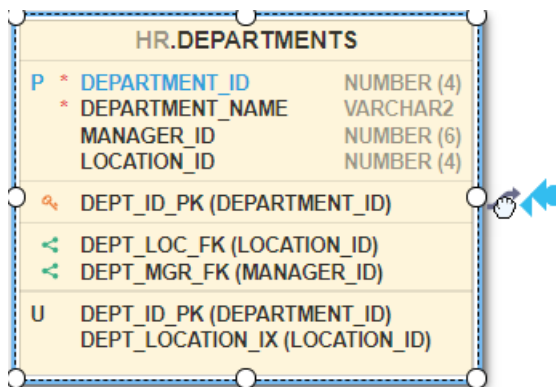 HR.DEPARTMENTS
P * DEPARTMENT_ID NUMBER (4)
* DEPARTMENT_NAME VARCHAR2
MANAGER_ID NUMBER (6)
LOCATION_ID NUMBER (4)
DEPT_ID_PK (DEPARTMENT_ID)
DEPT_LOC_FK (LOCATION_ID)
DEPT_MGR_FK (MANAGER_ID)
U DEPT_ID_PK (DEPARTMENT_ID)
DEPT_LOCATION_IX (LOCATION_ID)